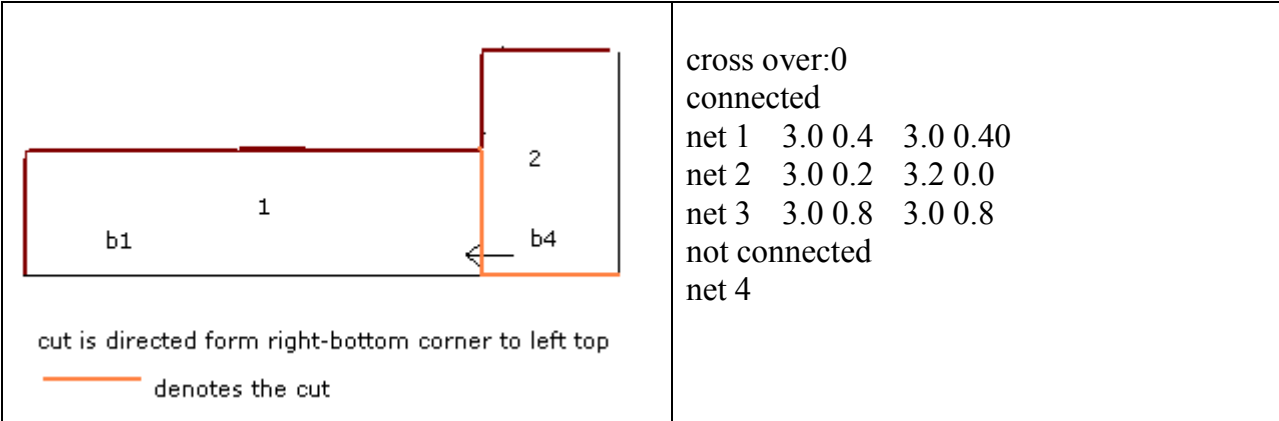 2
1
b1
b4
cut is directed form right-bottom corner to left top
denotes the cut
cross over:0
connected
net 1 3.0 0.4 3.0 0.40
net 2 3.0 0.2 3.2 0.0
net 3 3.0 0.8 3.0 0.8
not connected
net 4